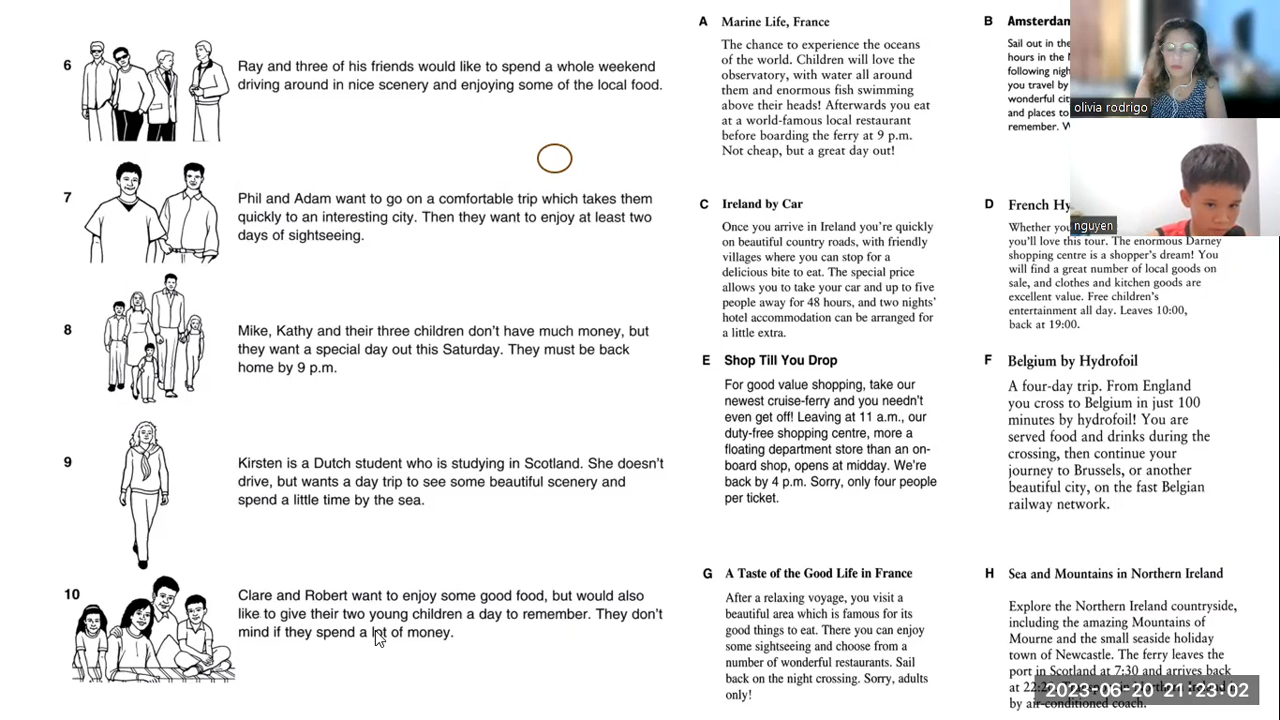 6
Ray and three of his friends would like to spend a whole weekend
driving around in nice scenery and enjoying some of the local food.
7
Phil and Adam want to go on a comfortable trip which takes them
quickly to an interesting city. Then they want to enjoy at least two
days of sightseeing.
8
Mike, Kathy and their three children don't have much money, but
they want a special day out this Saturday. They must be back
home by 9 p.m.
9
Kirsten is a Dutch student who is studying in Scotland. She doesn't
drive, but wants a day trip to see some beautiful scenery and
spend a little time by the sea.
10
Clare and Robert want to enjoy some good food, but would also
like to give their two young children a day to remember. They don't
mind if they spend a lot of money.
A Marine Life, France
The chance to experience the oceans
of the world. Children will love the
observatory, with water all around
them and enormous fish swimming
above their heads! Afterwards you eat
at a world-famous local restaurant
before boarding the ferry at 9 p.m.
Not cheap, but a great day out!
B
Sail out in the
hours in the
following nigh
you travel by
wonderful cit
and places to
remember.
C Ireland by Car
Once you arrive in Ireland you're quickly
on beautiful country roads, with friendly
villages where you can stop for a
delicious bite to eat. The special price
allows you to take your car and up to five
people away for 48 hours, and two nights'
hotel accommodation can be arranged for
a little extra.
D French
Whether you
you'll love this tour. The enormous Darney
shopping centre is a shopper's dream! You
will find a great number of local goods on
sale, and clothes and kitchen goods are
excellent value. Free children's
entertainment all day. Leaves 10:00,
back at 19:00.
E Shop Till You Drop
For good value shopping, take our
newest cruise-ferry and you needn't
even get off! Leaving at 11 a.m., our
duty-free shopping centre, more a
floating department store than an on-
board shop, opens at midday. We're
back by 4 p.m. Sorry, only four people
per ticket.
F Belgium by Hydrofoil
A four-day trip. From England
you cross to Belgium in just 100
minutes by hydrofoil! You are
served food and drinks during the
crossing, then continue your
journey to Brussels, or another
beautiful city, on the fast Belgian
railway network.
G A Taste of the Good Life in France
After a relaxing voyage, you visit a
beautiful area which is famous for its
good things to eat. There you can enjoy
some sightseeing and choose from a
number of wonderful restaurants. Sail
back on the night crossing. Sorry, adults
only!
H Sea and Mountains in Northern Ireland
Explore the Northern Ireland countryside,
including the amazing Mountains of
Mourne and the small seaside holiday
town of Newcastle. The ferry leaves the
port in Scotland at 7:30 and arrives back
at
by air-conditioned coach.
olivia rodrigo
nguyen
2023-06-20 21:23:02